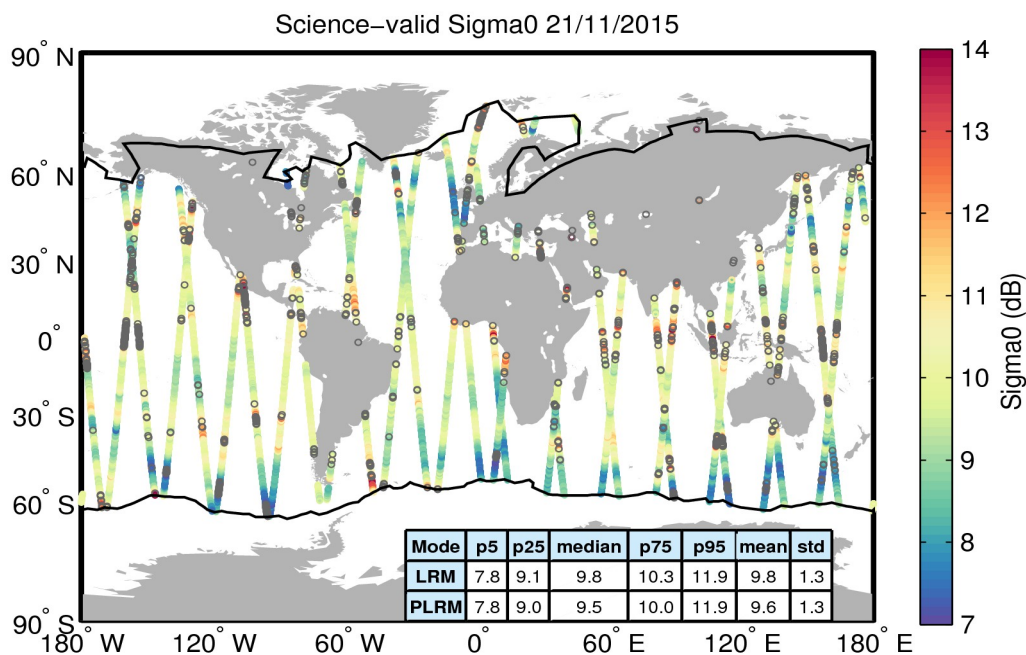 Science−valid Sigma0 21/11/2015
90° N
60° N
30° N
0°
30° S
60° S
90° S
180° W
120° W
60° W
0°
60° E
120° E
180° E
Mode p5 p25 median p75 p95 mean std
LRM 7.8 9.1 9.8 10.3 11.9 9.8 1.3
PLRM 7.8 9.0 9.5 10.0 11.9 9.6 1.3
14
13
12
11
10
9
8
7
Sigma0 (dB)